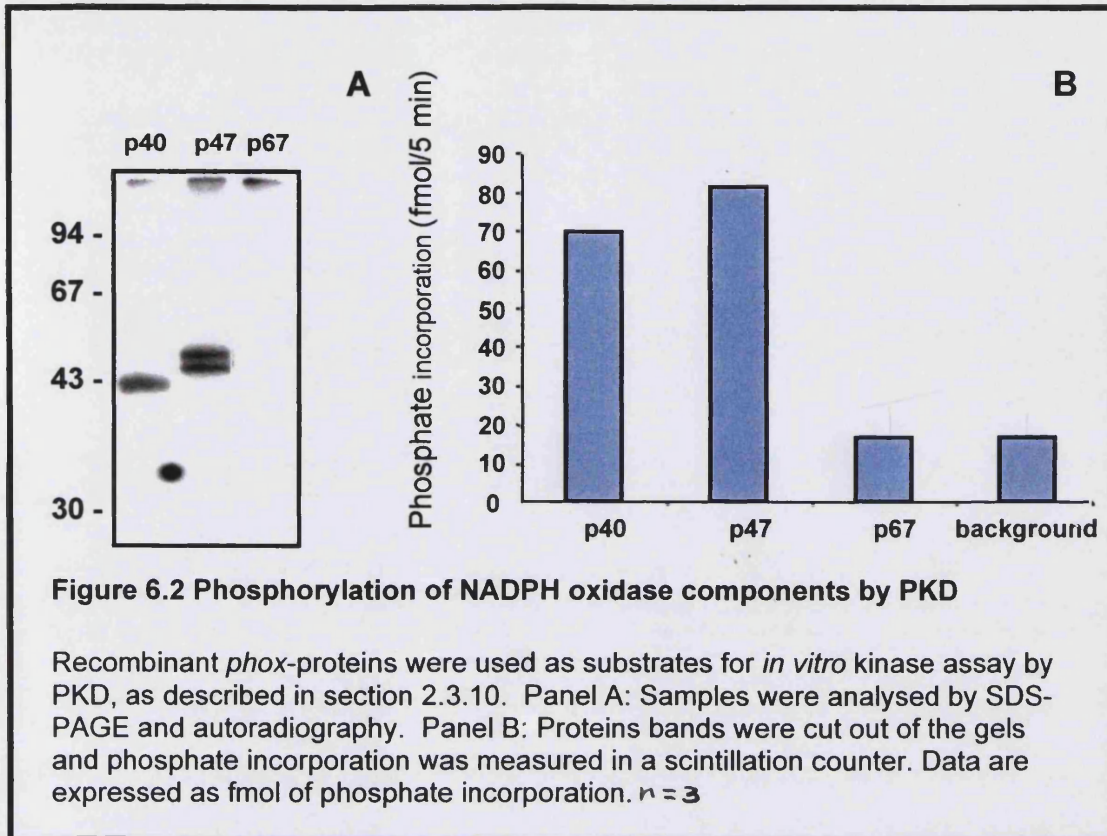 A
p40 p47 p67
94 -
67 -
43 -
30 -
B
Phosphate incorporation (fmol/5 min)
90
80
70
60
50
40
30
20
10
0
p40 p47 p67 background
Figure 6.2 Phosphorylation of NADPH oxidase components by PKD
Recombinant phox-proteins were used as substrates for in vitro kinase assay by
PKD, as described in section 2.3.10. Panel A: Samples were analysed by SDS-
PAGE and autoradiography. Panel B: Proteins bands were cut out of the gels
and phosphate incorporation was measured in a scintillation counter. Data are
expressed as fmol of phosphate incorporation. n = 3